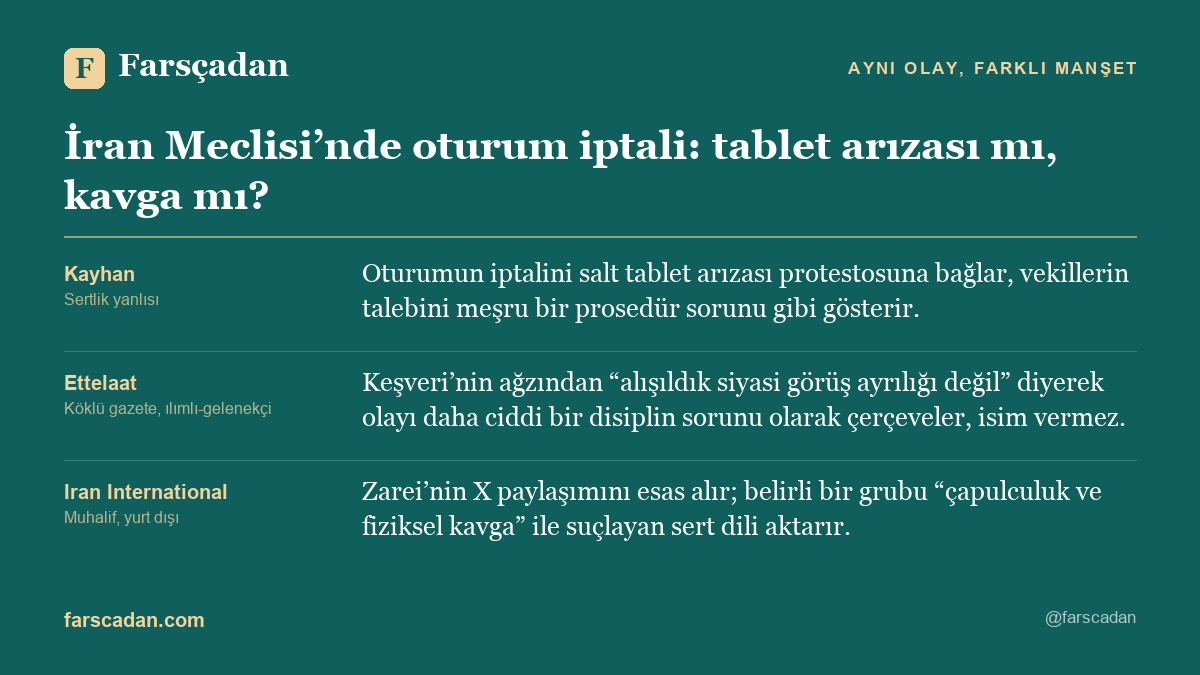 F Farsçadan
AYNI OLAY, FARKLI MANŞET
İran Meclisi’nde oturum iptali: tablet arızası mı,
kavga mı?
Kayhan
Sertlik yanlısı
Oturumun iptalini salt tablet arızası protestosuna bağlar, vekillerin
talebini meşru bir prosedür sorunu gibi gösterir.
Ettelaat
Köklü gazete, ılımlı-gelenekçi
Keşveri’nin ağzından “alışıldık siyasi görüş ayrılığı değil” diyerek
olayı daha ciddi bir disiplin sorunu olarak çerçeveler, isim vermez.
Iran International
Muhalif, yurt dışı
Zarei’nin X paylaşımını esas alır; belirli bir grubu “çapulculuk ve
fiziksel kavga” ile suçlayan sert dili aktarır.
farscadan.com
@farscadan